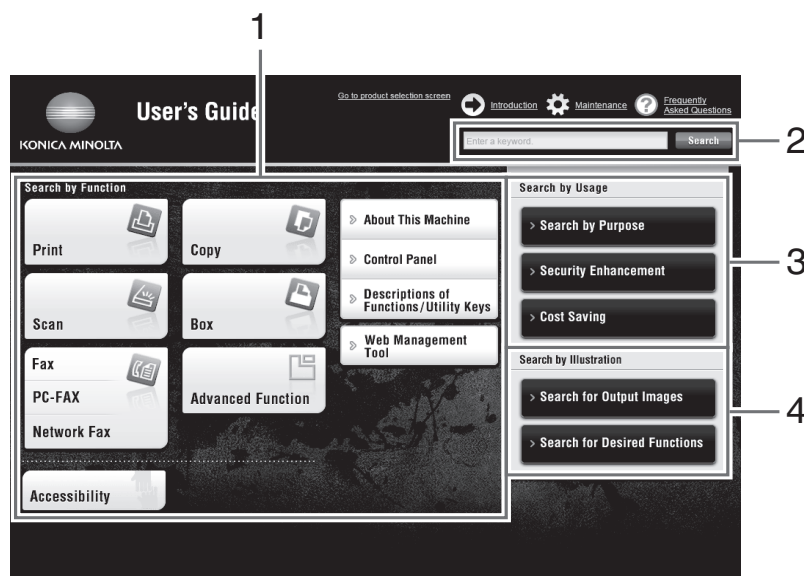 1
Go to product selection screen
Introduction
Maintenance
Frequently
Asked Questions
KONICA MINOLTA
User's Guide
Enter a keyword.
Search
2
Search by Function
Print
Copy
Scan
Box
Fax
PC-FAX
Network Fax
Advanced Function
Accessibility
About This Machine
Control Panel
Descriptions of
Functions/Utility Keys
Web Management
Tool
Search by Usage
Search by Purpose
Security Enhancement
Cost Saving
3
Search by Illustration
Search for Output Images
Search for Desired Functions
4